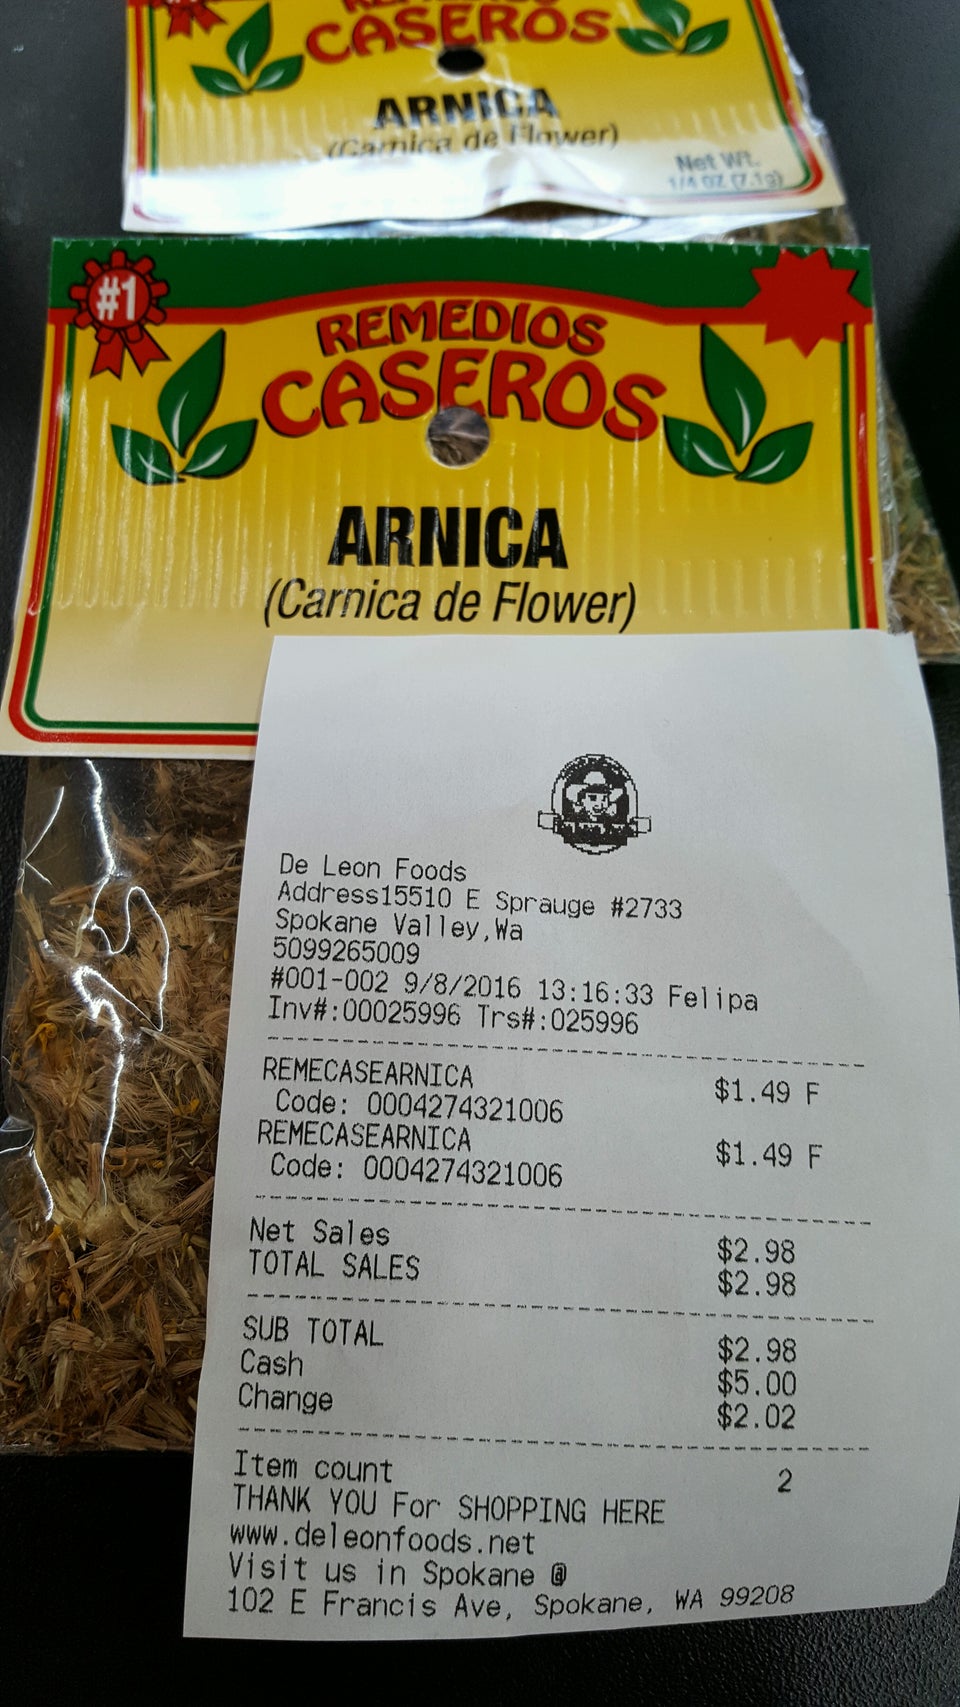 CASEROS
ARNICA
(Carnica de Flower)
Net Wt.
1/4 OZ (7.1g)
#1
REMEDIOS
CASEROS
ARNICA
(Carnica de Flower)
De Leon Foods
Address15510 E Sprauge #2733
Spokane Valley,Wa
5099265009
#001-002 9/8/2016 13:16:33 Felipa
Inv#:00025996 Trs#:025996
REMECASEARNICA $1.49 F
Code: 0004274321006
REMECASEARNICA $1.49 F
Code: 0004274321006
Net Sales $2.98
TOTAL SALES $2.98
SUB TOTAL $2.98
Cash $5.00
Change $2.02
Item count 2
THANK YOU For SHOPPING HERE
www.deleonfoods.net
Visit us in Spokane @
102 E Francis Ave, Spokane, WA 99208